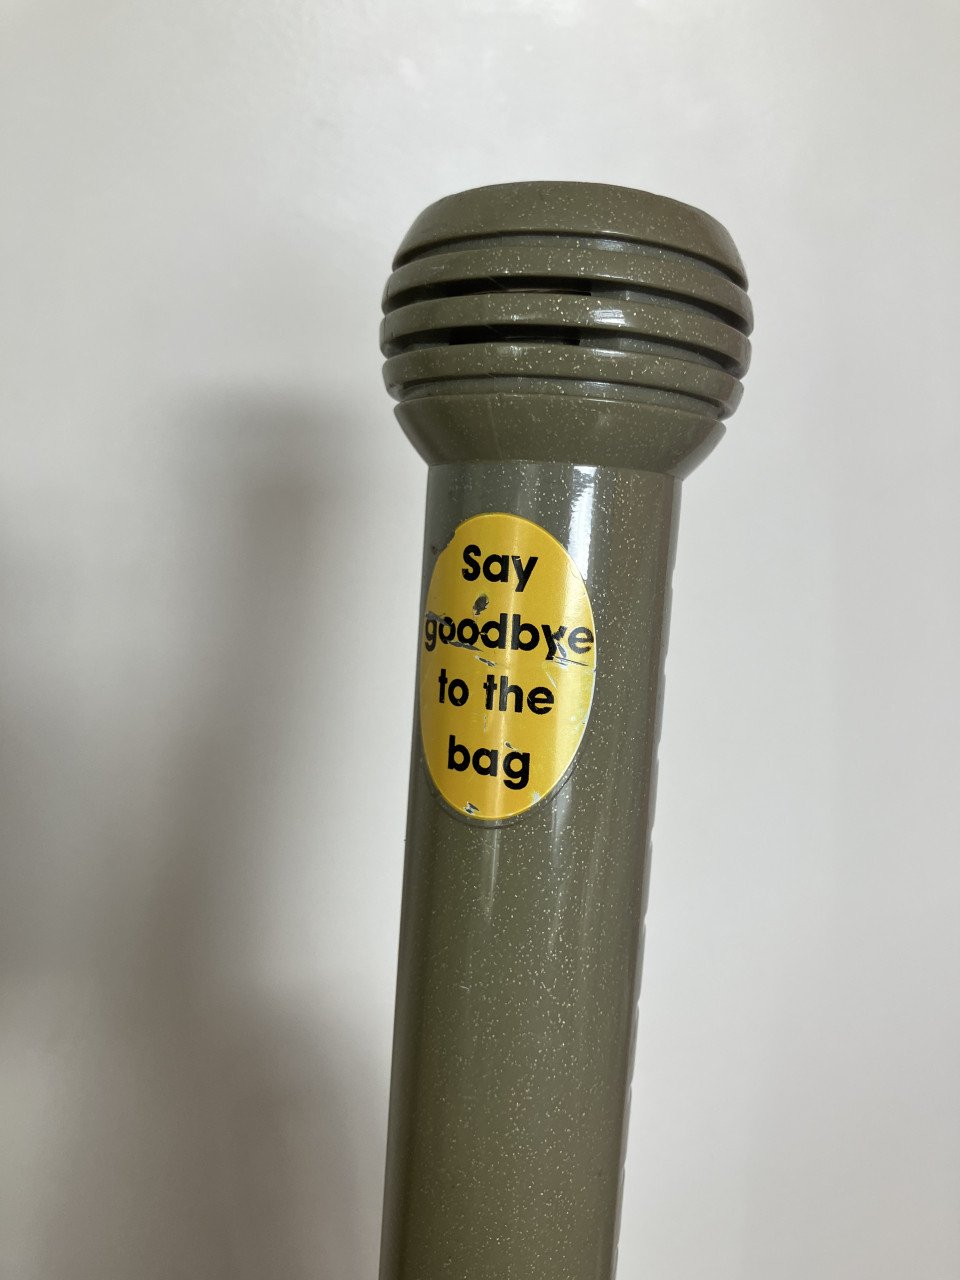 Say
goodbye
to the
bag